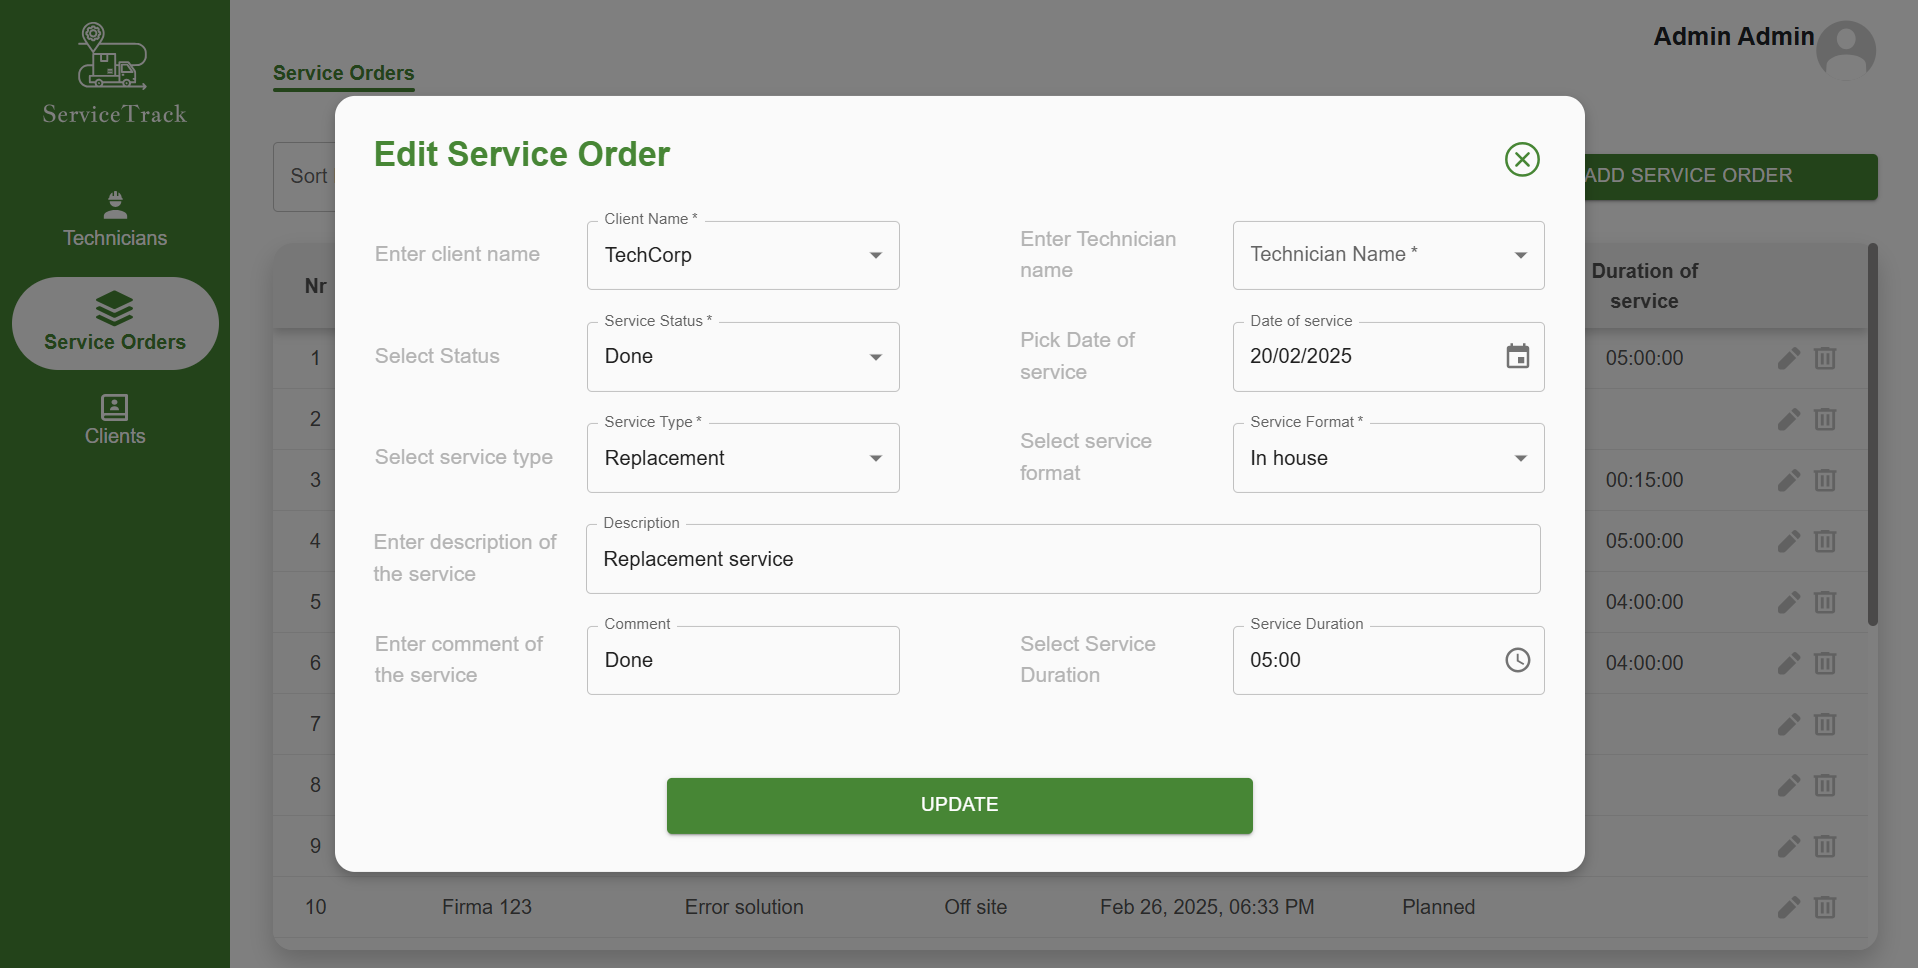 ServiceTrack
Technicians
Service Orders
Clients
Admin Admin
Service Orders
Sort
ADD SERVICE ORDER
Nr
Duration of
service
1
05:00:00
2
3
00:15:00
4
05:00:00
5
04:00:00
6
04:00:00
7
8
9
10 Firma 123 Error solution Off site Feb 26, 2025, 06:33 PM Planned
Edit Service Order
Enter client name
Client Name *
TechCorp
Enter Technician
name
Technician Name *
Select Status
Service Status *
Done
Pick Date of
service
Date of service
20/02/2025
Select service type
Service Type *
Replacement
Select service
format
Service Format *
In house
Enter description of
the service
Description
Replacement service
Enter comment of
the service
Comment
Done
Select Service
Duration
Service Duration
05:00
UPDATE